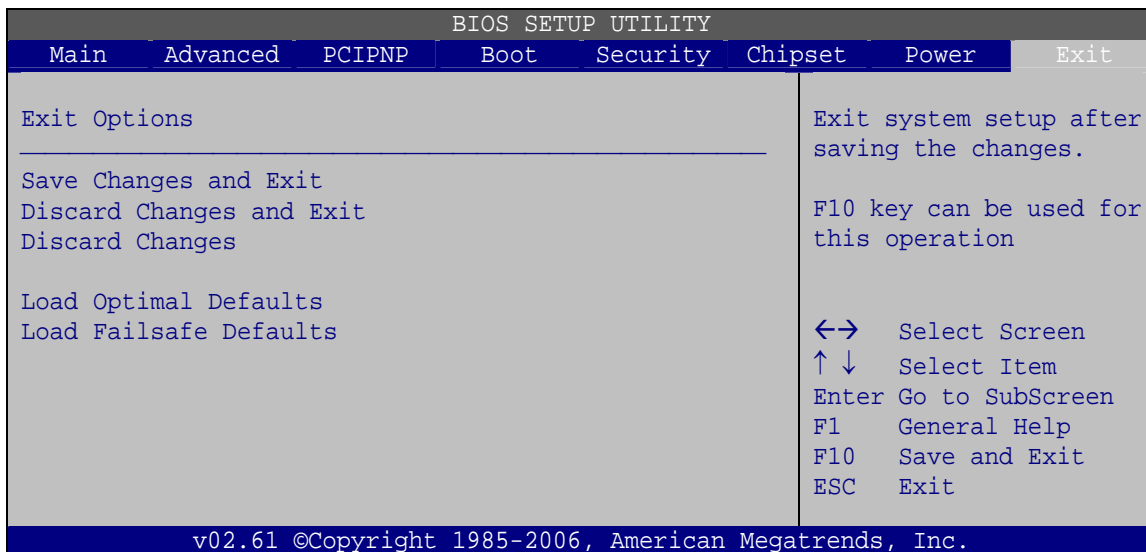 BIOS SETUP UTILITY
Main Advanced PCIPNP Boot Security Chipset Power Exit
Exit Options
Save Changes and Exit
Discard Changes and Exit
Discard Changes
Load Optimal Defaults
Load Failsafe Defaults
Exit system setup after
saving the changes.
F10 key can be used for
this operation
←→ Select Screen
↑ ↓ Select Item
Enter Go to SubScreen
F1 General Help
F10 Save and Exit
ESC Exit
v02.61 ©Copyright 1985-2006, American Megatrends, Inc.